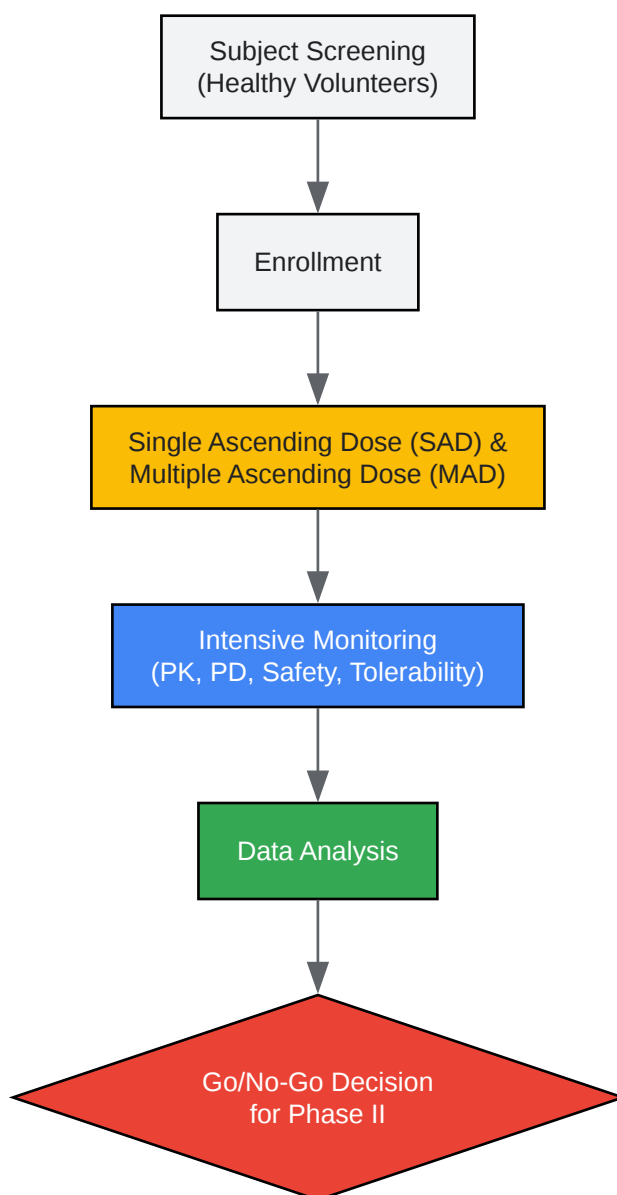 Subject Screening
(Healthy Volunteers)
Enrollment
Single Ascending Dose (SAD) &
Multiple Ascending Dose (MAD)
Intensive Monitoring
(PK, PD, Safety, Tolerability)
Data Analysis
Go/No-Go Decision
for Phase II